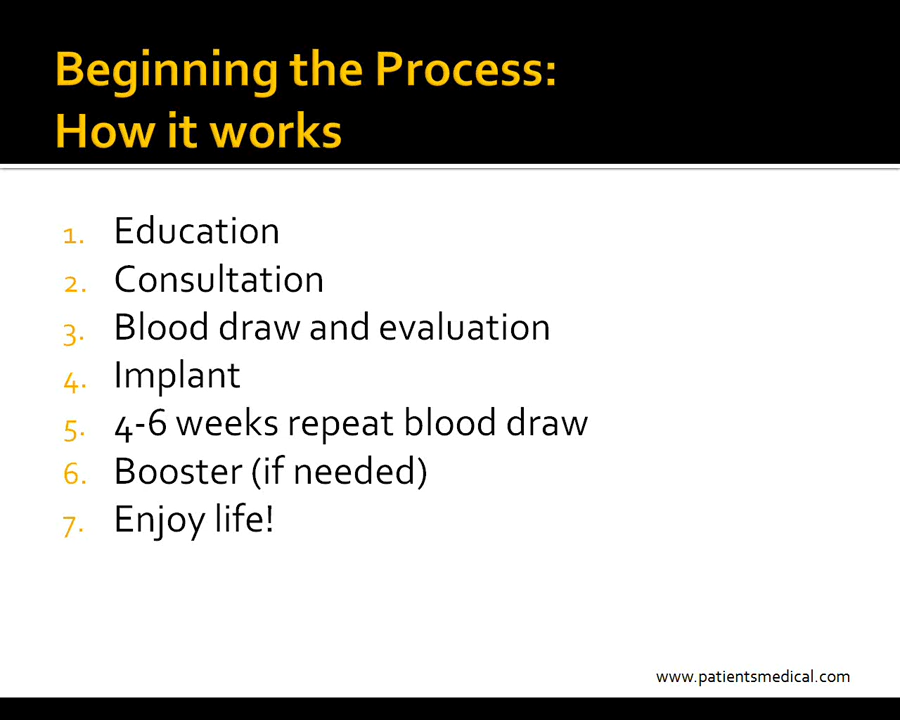 Beginning the Process:
How it works
1. Education
2. Consultation
3. Blood draw and evaluation
4. Implant
5. 4-6 weeks repeat blood draw
6. Booster (if needed)
7. Enjoy life!
www.patientsmedical.com